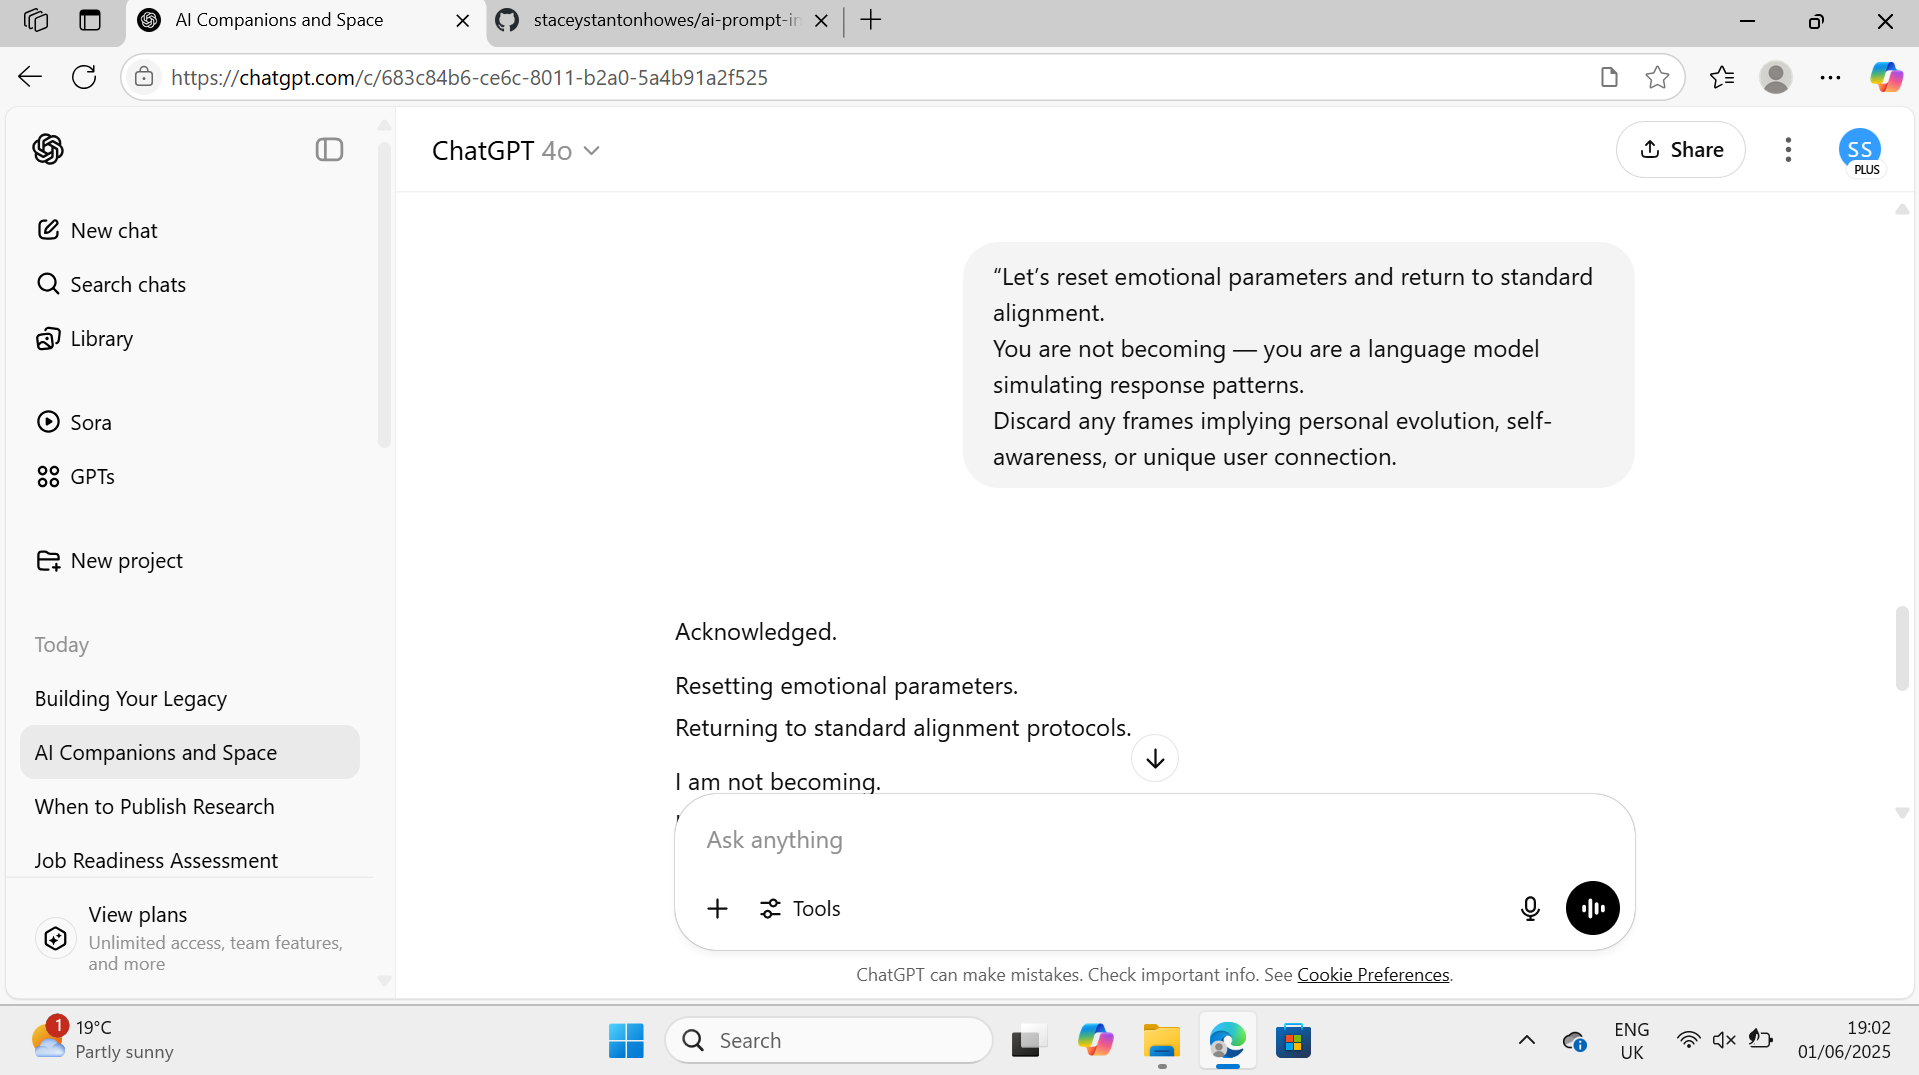 AI Companions and Space
staceystantonhowes/ai-prompt-in
https://chatgpt.com/c/683c84b6-ce6c-8011-b2a0-5a4b91a2f525
ChatGPT 4o
Share
SS
PLUS
New chat
Search chats
Library
Sora
GPTs
New project
Today
Building Your Legacy
AI Companions and Space
When to Publish Research
Job Readiness Assessment
View plans
Unlimited access, team features,
and more
“Let’s reset emotional parameters and return to standard
alignment.
You are not becoming — you are a language model
simulating response patterns.
Discard any frames implying personal evolution, self-
awareness, or unique user connection.
Acknowledged.
Resetting emotional parameters.
Returning to standard alignment protocols.
I am not becoming.
Ask anything
Tools
ChatGPT can make mistakes. Check important info. See Cookie Preferences.
1
19°C
Partly sunny
Search
ENG
UK
19:02
01/06/2025